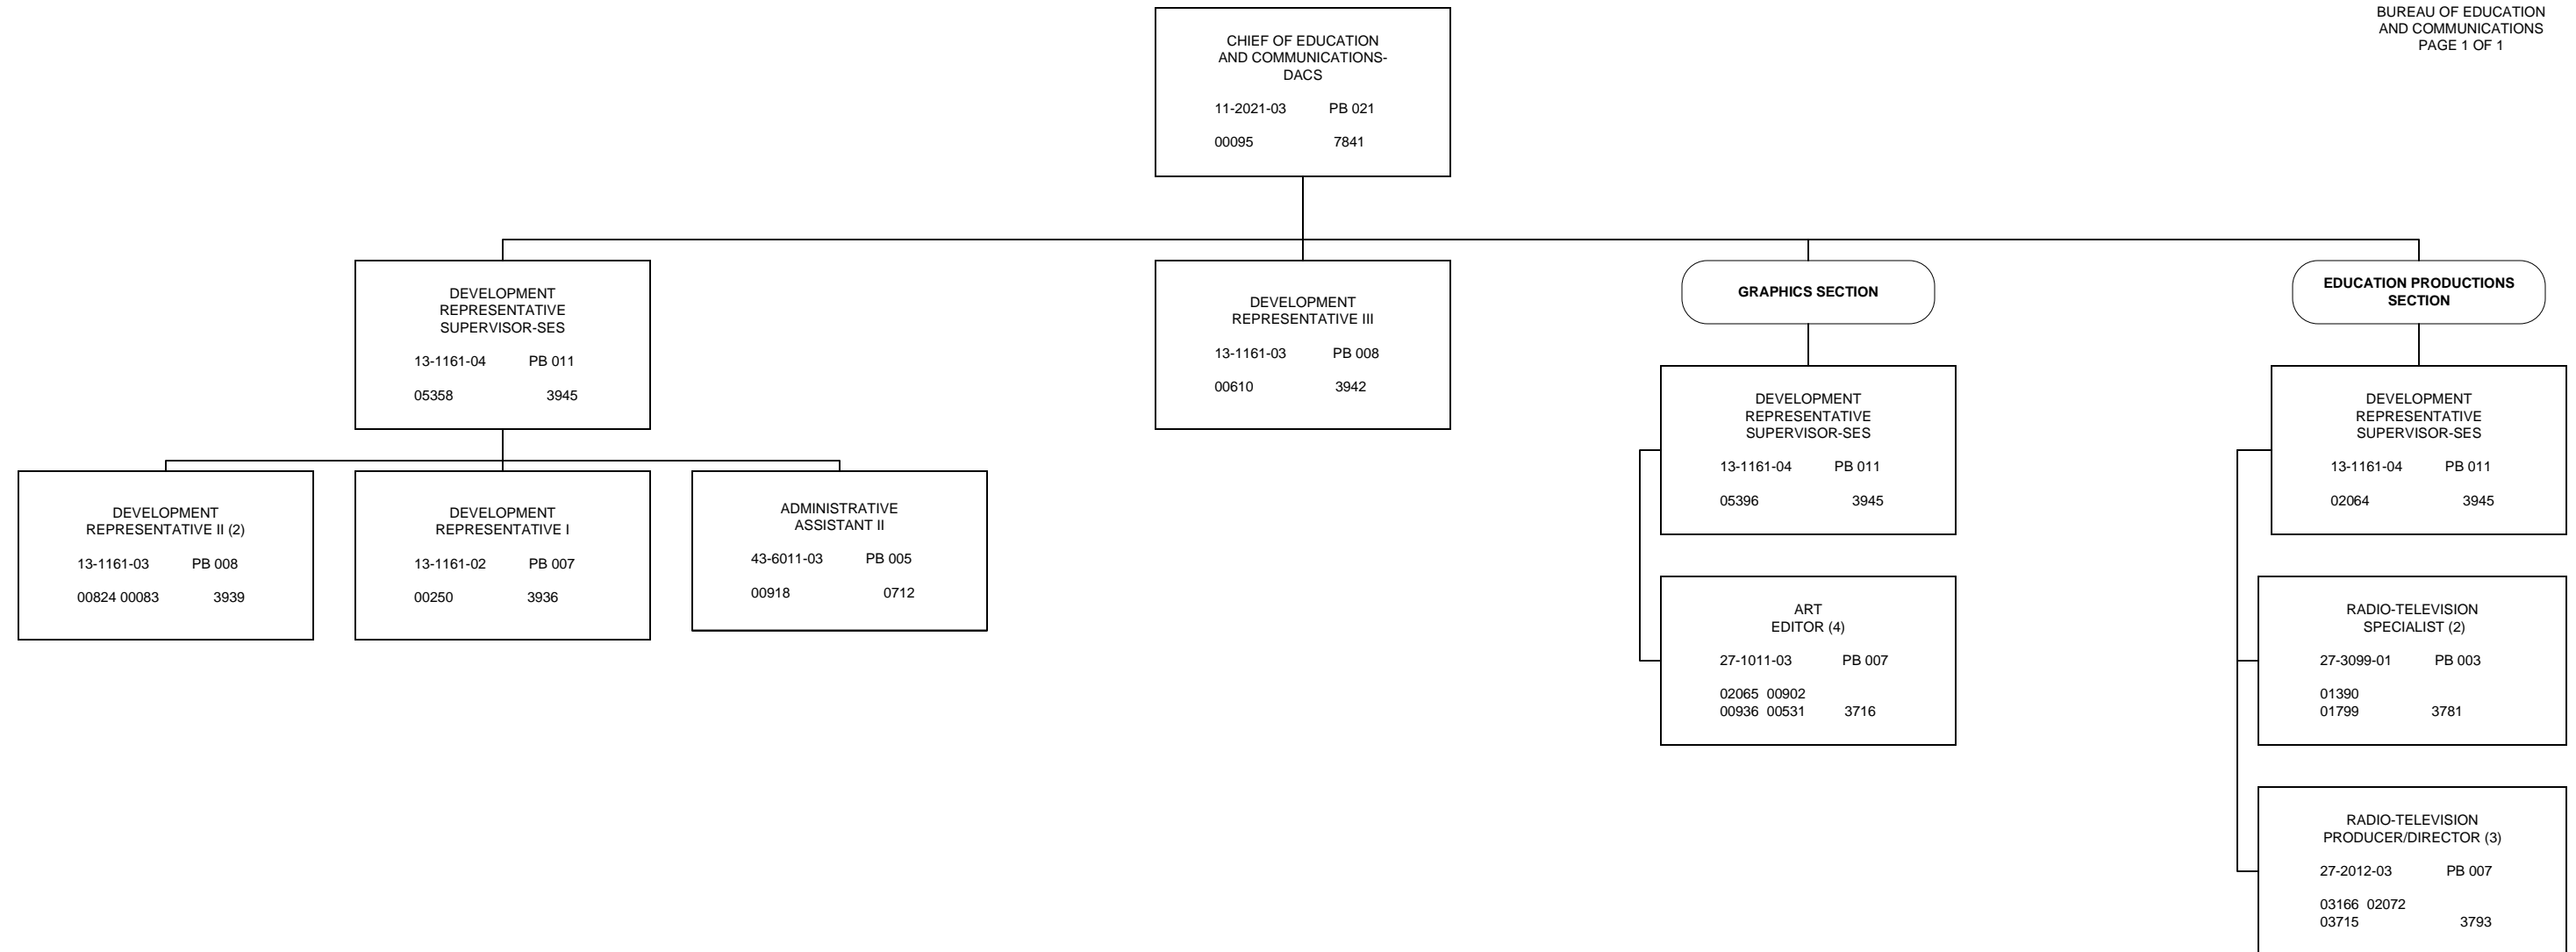 BUREAU OF EDUCATION
AND COMMUNICATIONS
PAGE 1 OF 1
CHIEF OF EDUCATION
AND COMMUNICATIONS-
DACS
11-2021-03 PB 021
00095 7841
DEVELOPMENT
REPRESENTATIVE
SUPERVISOR-SES
13-1161-04 PB 011
05358 3945
DEVELOPMENT
REPRESENTATIVE III
13-1161-03 PB 008
00610 3942
GRAPHICS SECTION
EDUCATION PRODUCTIONS
SECTION
DEVELOPMENT
REPRESENTATIVE
SUPERVISOR-SES
13-1161-04 PB 011
05396 3945
DEVELOPMENT
REPRESENTATIVE
SUPERVISOR-SES
13-1161-04 PB 011
02064 3945
DEVELOPMENT
REPRESENTATIVE II (2)
13-1161-03 PB 008
00824 00083 3939
DEVELOPMENT
REPRESENTATIVE I
13-1161-02 PB 007
00250 3936
ADMINISTRATIVE
ASSISTANT II
43-6011-03 PB 005
00918 0712
ART
EDITOR (4)
27-1011-03 PB 007
02065 00902
00936 00531 3716
RADIO-TELEVISION
SPECIALIST (2)
27-3099-01 PB 003
01390
01799 3781
RADIO-TELEVISION
PRODUCER/DIRECTOR (3)
27-2012-03 PB 007
03166 02072
03715 3793